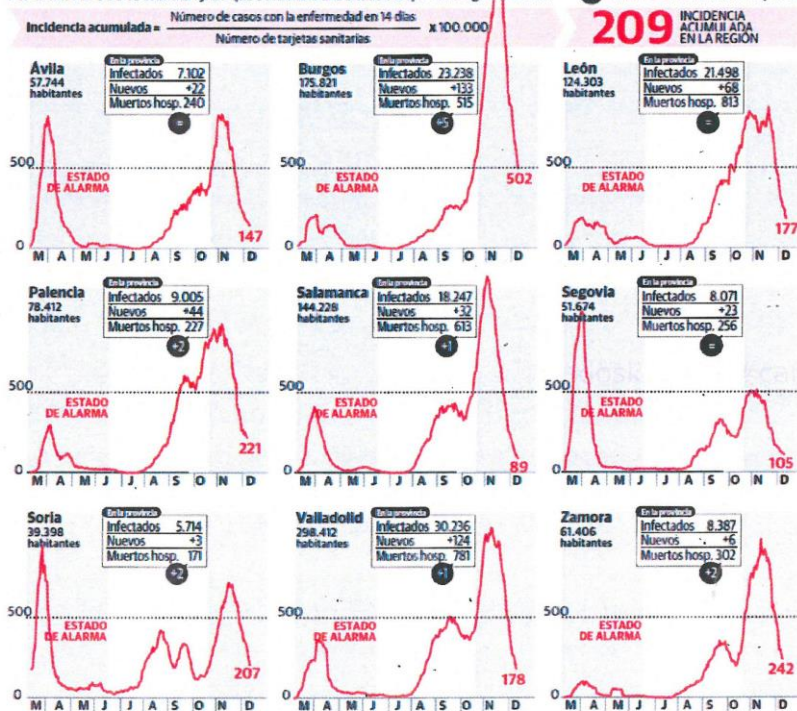 Incidencia acumulada = Número de casos con la enfermedad en 14 días
Número de tarjetas sanitarias
x 100.000
209 INCIDENCIA
ACUMULADA
EN LA REGIÓN
Ávila
57.744
habitantes
En la provincia
Infectados 7.102
Nuevos +22
Muertos hosp. 240
=
500
ESTADO
DE ALARMA
147
0
M A M J J A S O N D
Burgos
175.821
habitantes
En la provincia
Infectados 23.238
Nuevos +133
Muertos hosp. 515
+5
500
ESTADO
DE ALARMA
502
0
M A M J J A S O N D
León
124.303
habitantes
En la provincia
Infectados 21.498
Nuevos +68
Muertos hosp. 813
=
500
ESTADO
DE ALARMA
177
0
M A M J J A S O N D
Palencia
78.412
habitantes
En la provincia
Infectados 9.005
Nuevos +44
Muertos hosp. 227
+2
500
ESTADO
DE ALARMA
221
0
M A M J J A S O N D
Salamanca
144.228
habitantes
En la provincia
Infectados 18.247
Nuevos +32
Muertos hosp. 613
+1
500
ESTADO
DE ALARMA
89
0
M A M J J A S O N D
Segovia
51.674
habitantes
En la provincia
Infectados 8.071
Nuevos +23
Muertos hosp. 256
=
500
ESTADO
DE ALARMA
105
0
M A M J J A S O N D
Soria
39.398
habitantes
En la provincia
Infectados 5.714
Nuevos +3
Muertos hosp. 171
+2
500
ESTADO
DE ALARMA
207
0
M A M J J A S O N D
Valladolid
298.412
habitantes
En la provincia
Infectados 30.236
Nuevos +124
Muertos hosp. 781
+1
500
ESTADO
DE ALARMA
178
0
M A M J J A S O N D
Zamora
61.406
habitantes
En la provincia
Infectados 8.387
Nuevos +6
Muertos hosp. 302
+2
500
ESTADO
DE ALARMA
242
0
M A M J J A S O N D